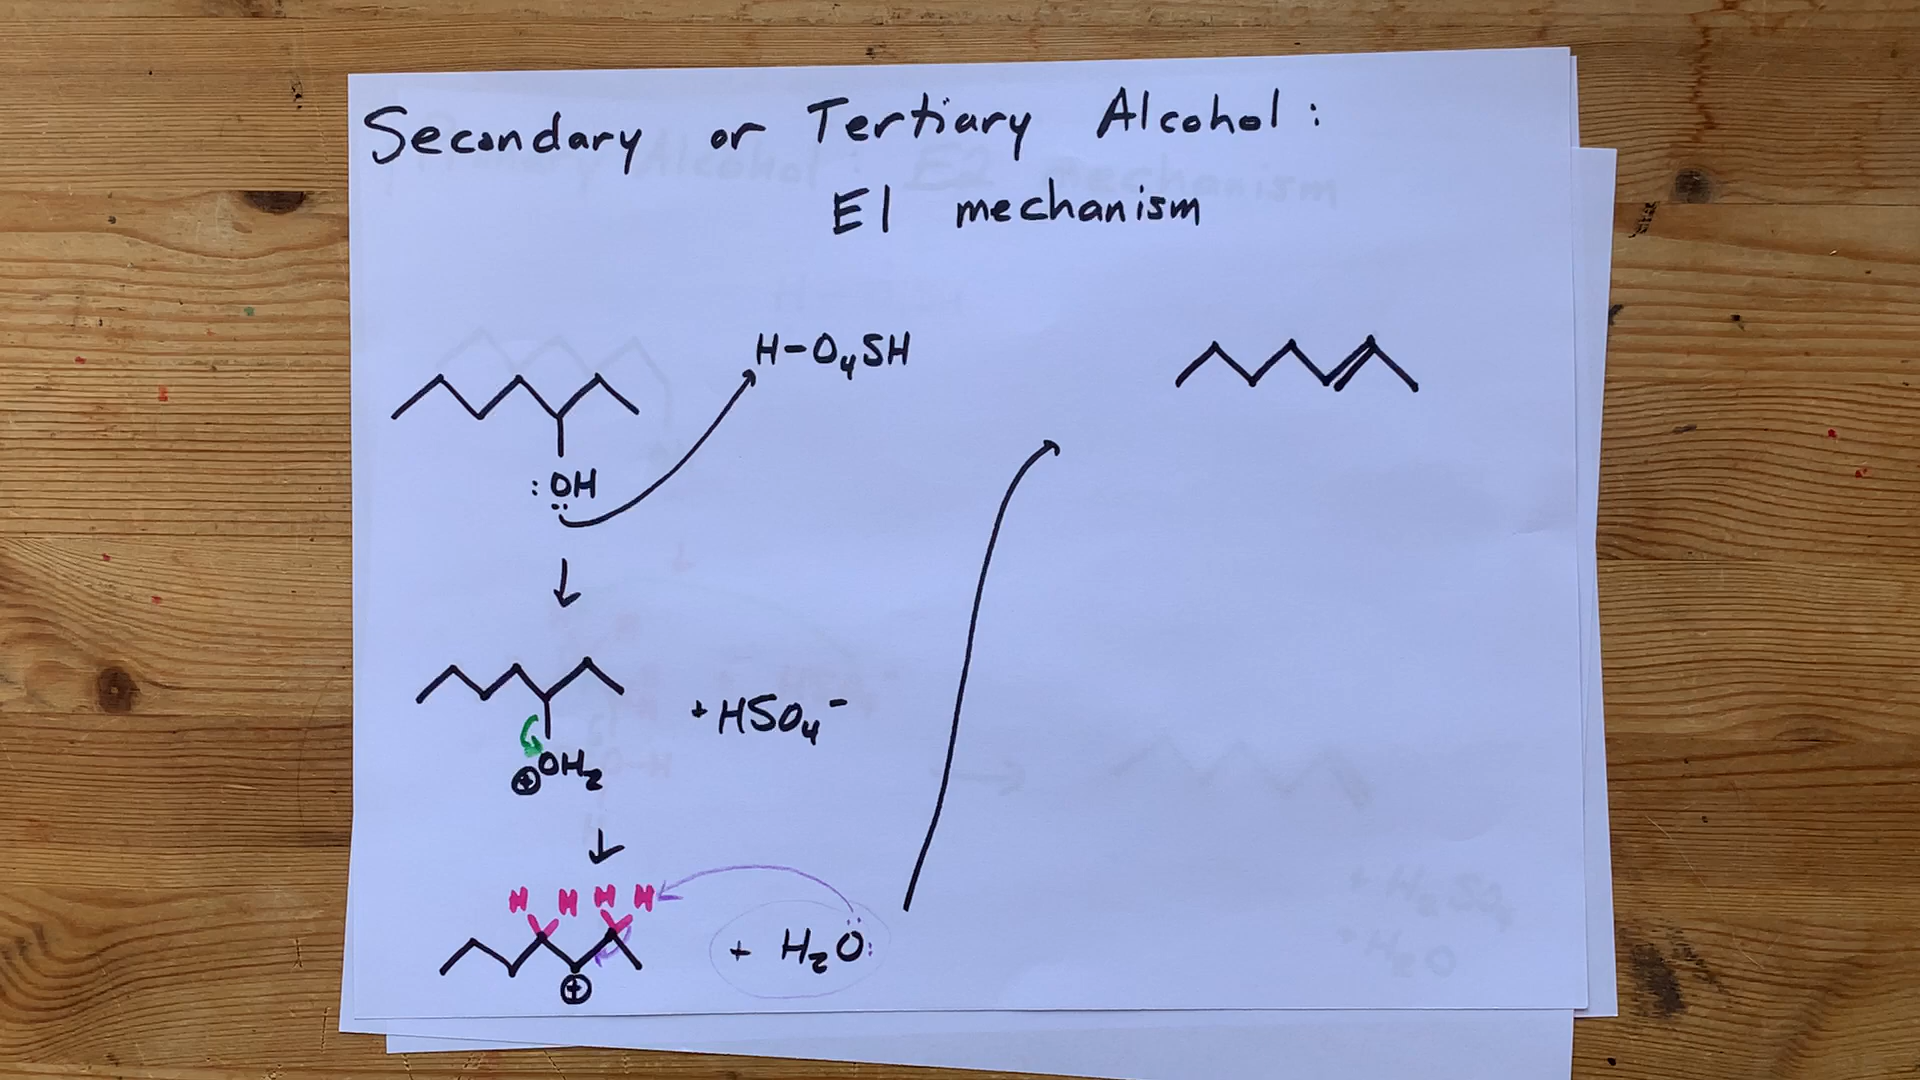 Secondary or Tertiary Alcohol:
E1 mechanism
H-O₄SH
:OH
+ HSO₄⁻
⊕OH₂
H H H H
+ H₂O:
⊕